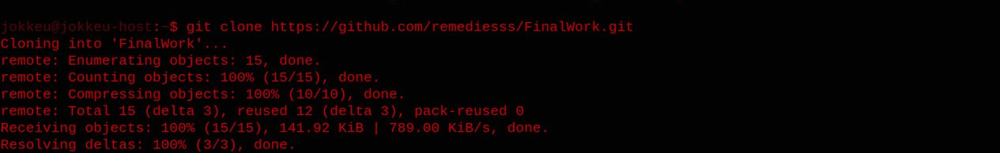 jokkeu@jokkeu-host:~$ git clone https://github.com/remediesss/FinalWork.git
Cloning into 'FinalWork'...
remote: Enumerating objects: 15, done.
remote: Counting objects: 100% (15/15), done.
remote: Compressing objects: 100% (10/10), done.
remote: Total 15 (delta 3), reused 12 (delta 3), pack-reused 0
Receiving objects: 100% (15/15), 141.92 KiB | 789.00 KiB/s, done.
Resolving deltas: 100% (3/3), done.